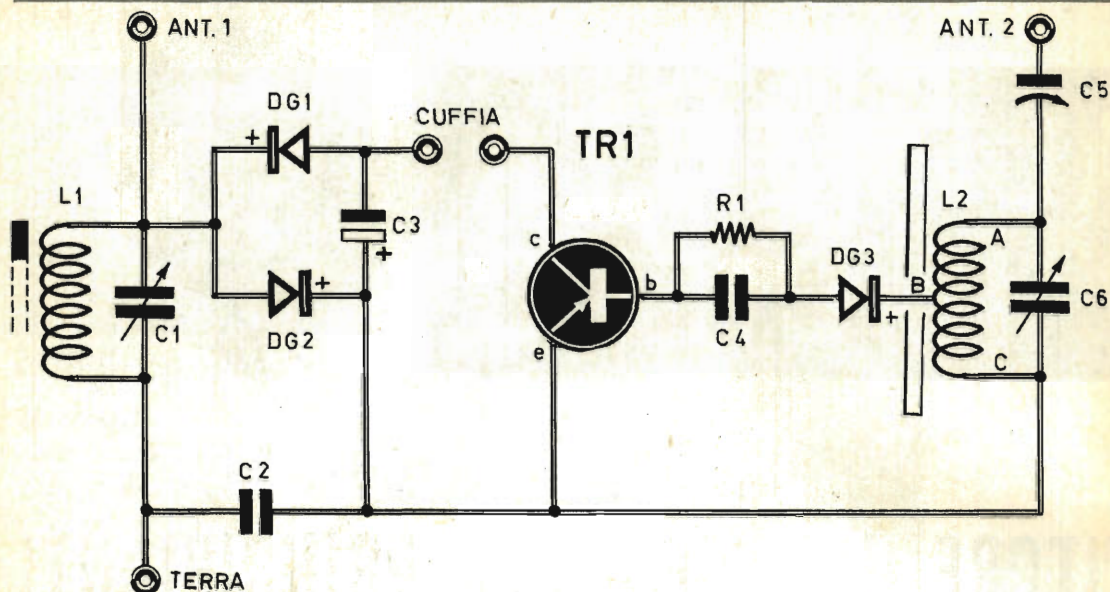 ANT. 1
ANT. 2
C5
DG1
+
CUFFIA
TR1
L1
C1
C3
+
DG2
+
c
b
e
R1
C4
DG3
+
B
L2
A
C
C6
C2
TERRA